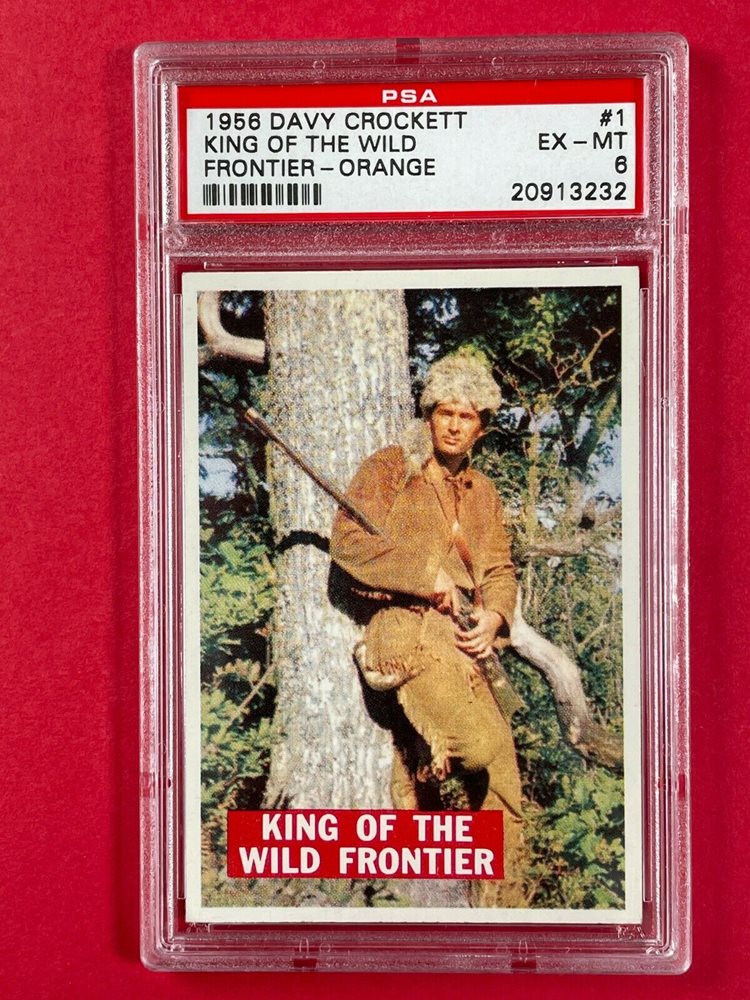 PSA
1956 DAVY CROCKETT #1
KING OF THE WILD EX-MT
FRONTIER-ORANGE 6
20913232
KING OF THE
WILD FRONTIER